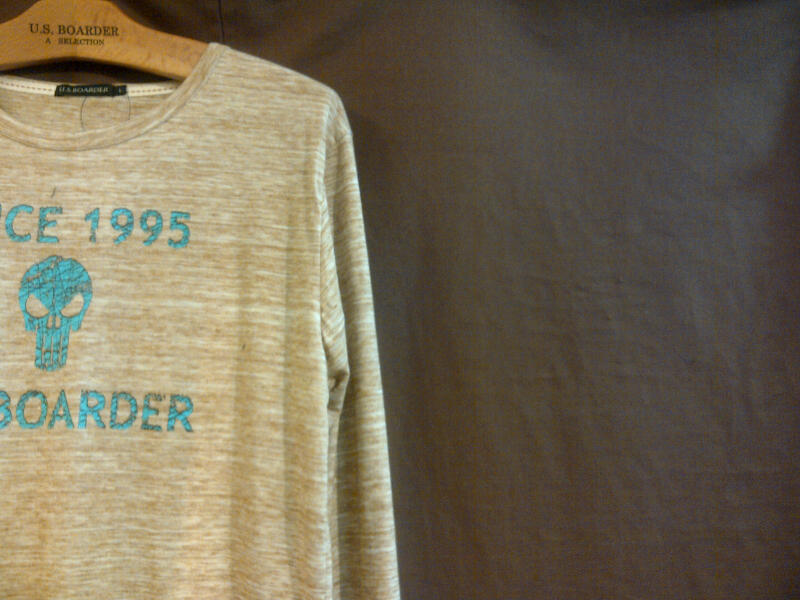 U.S. BOARDER
A SELECTION
U.S.BOARDER L
CE 1995
BOARDER